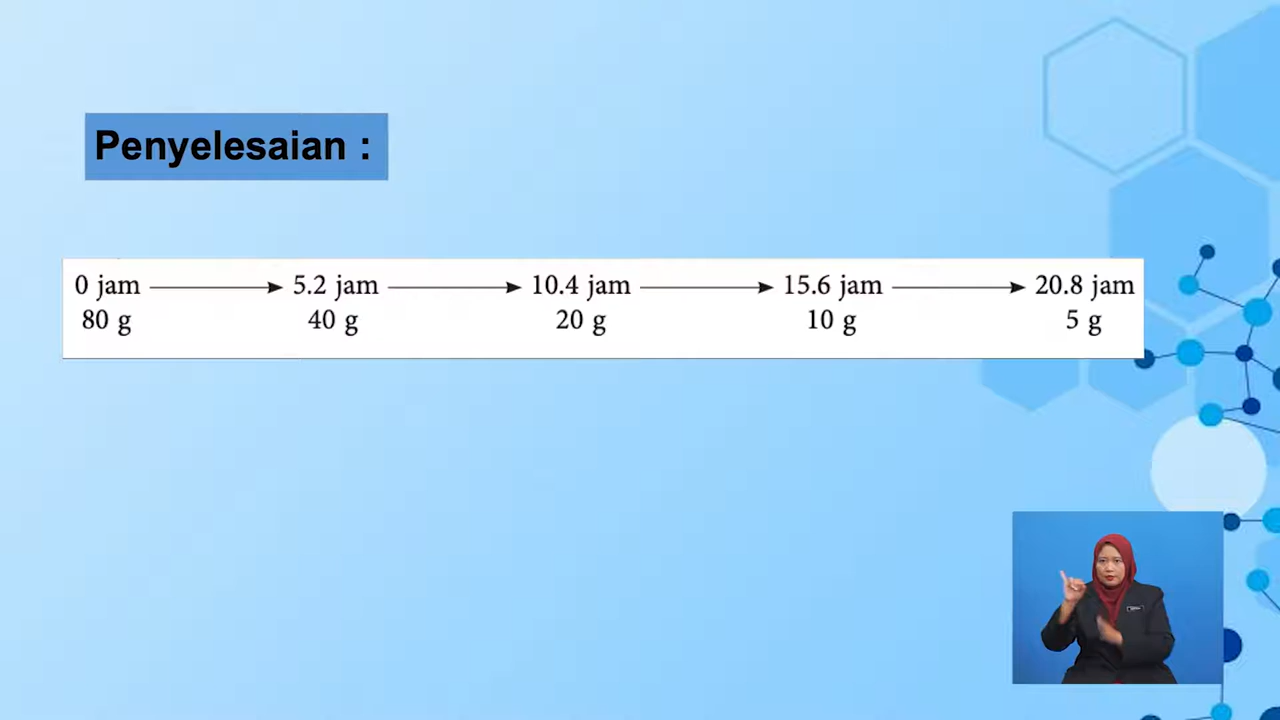 Penyelesaian :
0 jam 5.2 jam 10.4 jam 15.6 jam 20.8 jam
80 g 40 g 20 g 10 g 5 g